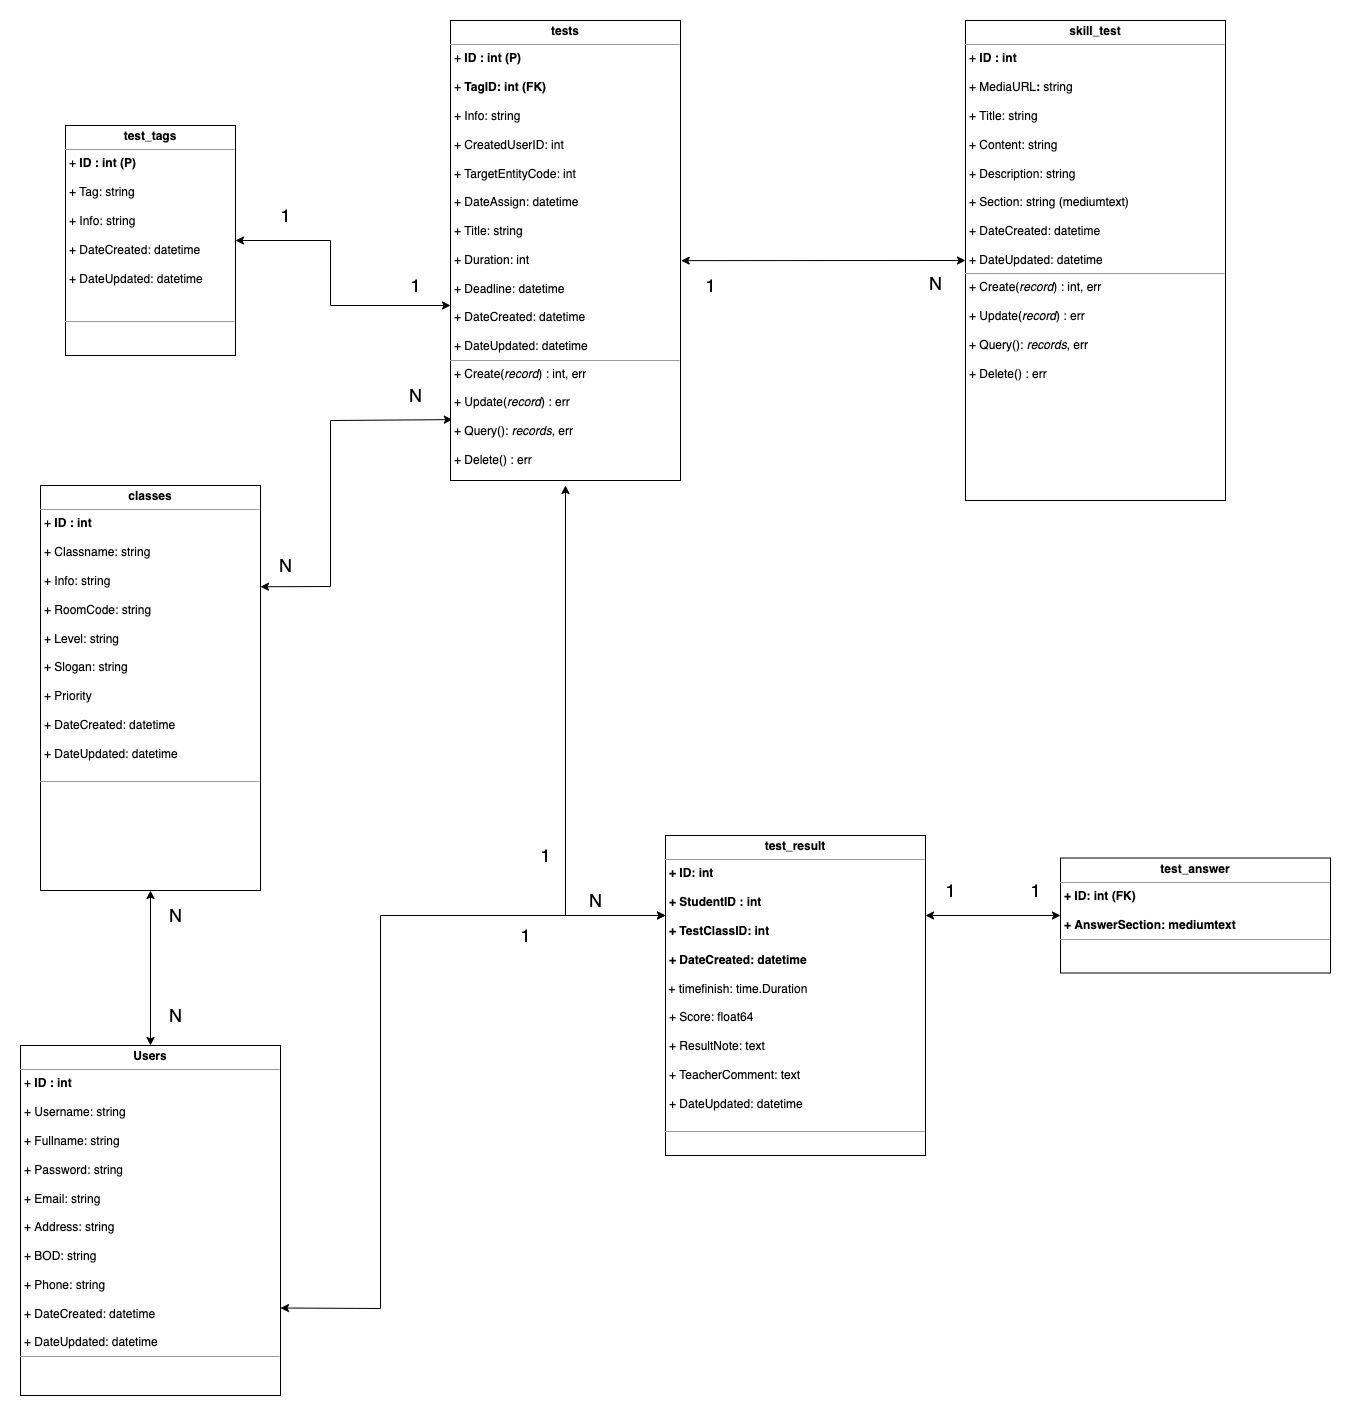 tests
+ ID : int (P)
+ TagID: int (FK)
+ Info: string
+ CreatedUserID: int
+ TargetEntityCode: int
+ DateAssign: datetime
+ Title: string
+ Duration: int
+ Deadline: datetime
+ DateCreated: datetime
+ DateUpdated: datetime
+ Create(record) : int, err
+ Update(record) : err
+ Query(): records, err
+ Delete() : err
skill_test
+ ID : int
+ MediaURL: string
+ Title: string
+ Content: string
+ Description: string
+ Section: string (mediumtext)
+ DateCreated: datetime
+ DateUpdated: datetime
+ Create(record) : int, err
+ Update(record) : err
+ Query(): records, err
+ Delete() : err
test_tags
+ ID : int (P)
+ Tag: string
+ Info: string
+ DateCreated: datetime
+ DateUpdated: datetime
1
1
1
N
N
N
classes
+ ID : int
+ Classname: string
+ Info: string
+ RoomCode: string
+ Level: string
+ Slogan: string
+ Priority
+ DateCreated: datetime
+ DateUpdated: datetime
N
N
1
N
1
test_result
+ ID: int
+ StudentID : int
+ TestClassID: int
+ DateCreated: datetime
+ timefinish: time.Duration
+ Score: float64
+ ResultNote: text
+ TeacherComment: text
+ DateUpdated: datetime
1
1
test_answer
+ ID: int (FK)
+ AnswerSection: mediumtext
Users
+ ID : int
+ Username: string
+ Fullname: string
+ Password: string
+ Email: string
+ Address: string
+ BOD: string
+ Phone: string
+ DateCreated: datetime
+ DateUpdated: datetime